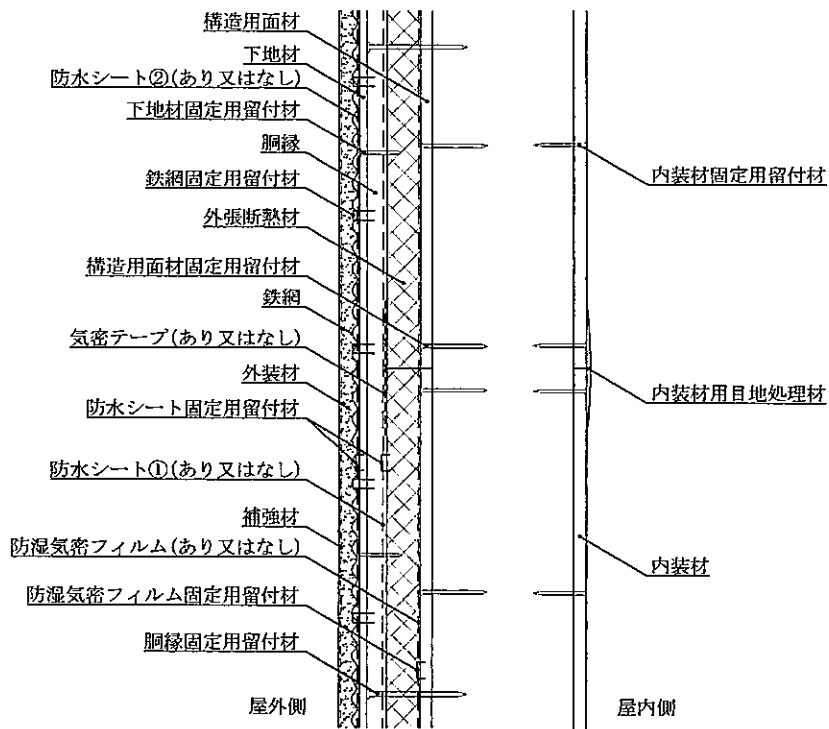 構造用面材
下地材
防水シート②(あり又はなし)
下地材固定用留付材
胴縁
鉄網固定用留付材
外張断熱材
構造用面材固定用留付材
鉄網
気密テープ(あり又はなし)
外装材
防水シート固定用留付材
防水シート①(あり又はなし)
補強材
防湿気密フィルム(あり又はなし)
防湿気密フィルム固定用留付材
胴縁固定用留付材
屋外側
内装材固定用留付材
内装材用目地処理材
内装材
屋内側